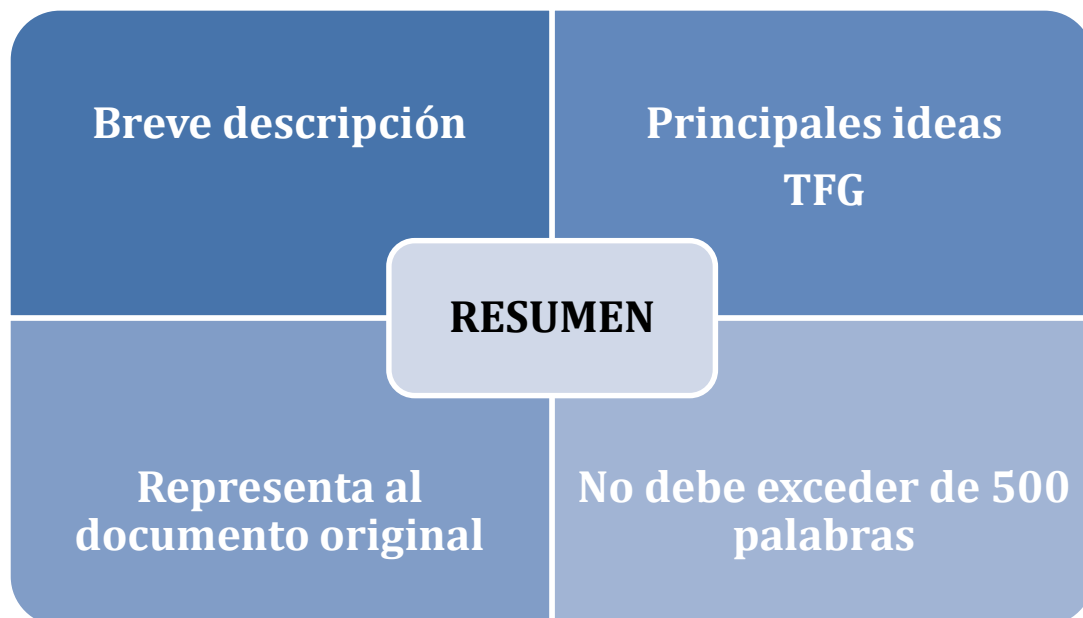 Breve descripción
Principales ideas
TFG
RESUMEN
Representa al
documento original
No debe exceder de 500
palabras